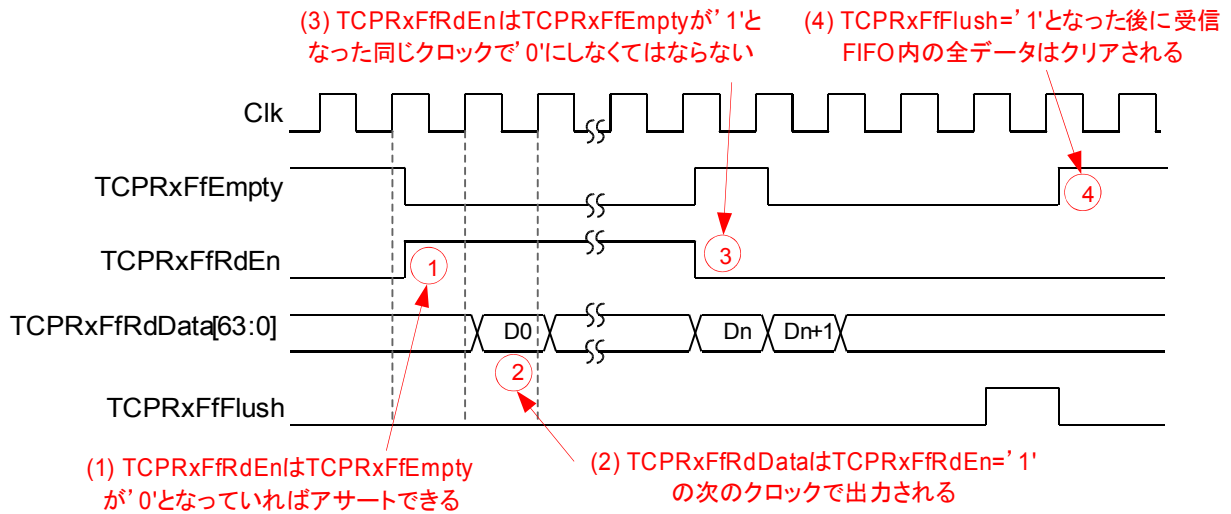 (3) TCPRxFfRdEnはTCPRxFfEmptyが'1'と
なった同じクロックで'0'にしなくてはならない
(4) TCPRxFfFlush='1'となった後に受信
FIFO内の全データはクリアされる
Clk
TCPRxFfEmpty
4
TCPRxFfRdEn
1
3
TCPRxFfRdData[63:0]
D0
Dn
Dn+1
2
TCPRxFfFlush
(1) TCPRxFfRdEnはTCPRxFfEmpty
が'0'となっていればアサートできる
(2) TCPRxFfRdDataはTCPRxFfRdEn='1'
の次のクロックで出力される